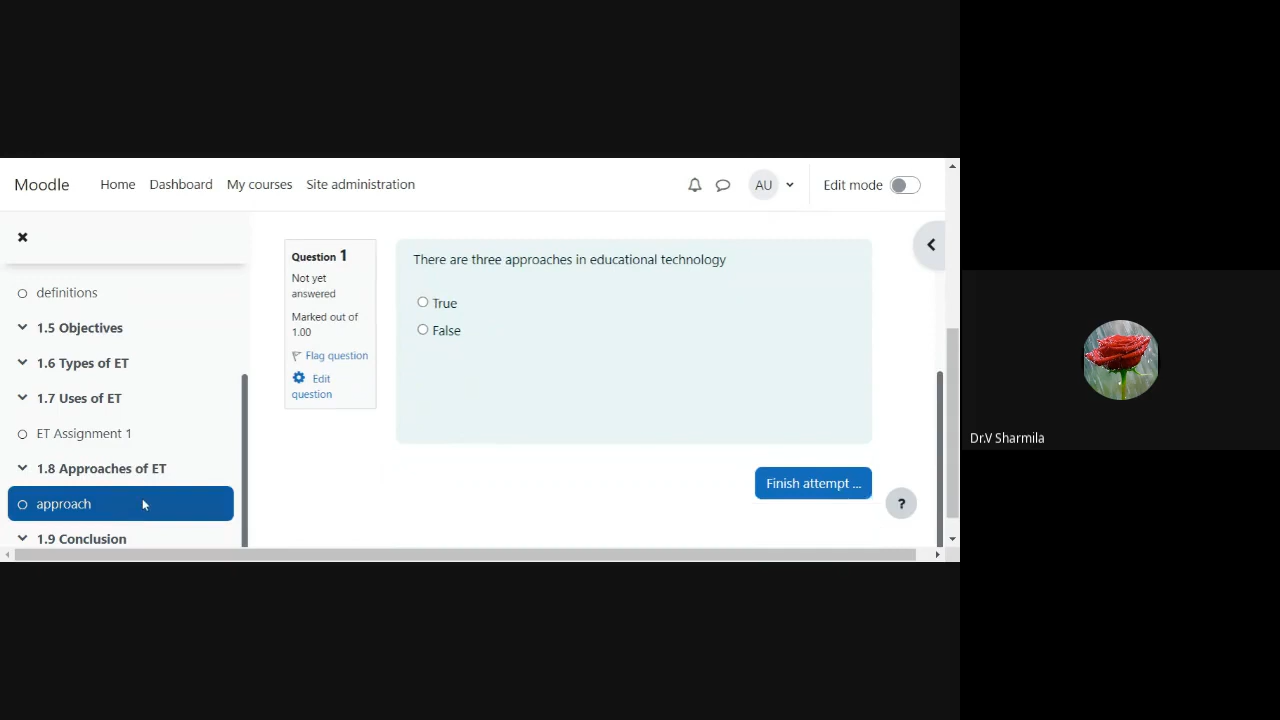 Moodle Home Dashboard My courses Site administration AU Edit mode
definitions
1.5 Objectives
1.6 Types of ET
1.7 Uses of ET
ET Assignment 1
1.8 Approaches of ET
approach
1.9 Conclusion
Question 1
Not yet
answered
Marked out of
1.00
Flag question
Edit
question
There are three approaches in educational technology
True
False
Finish attempt ...
?
Dr.V Sharmila